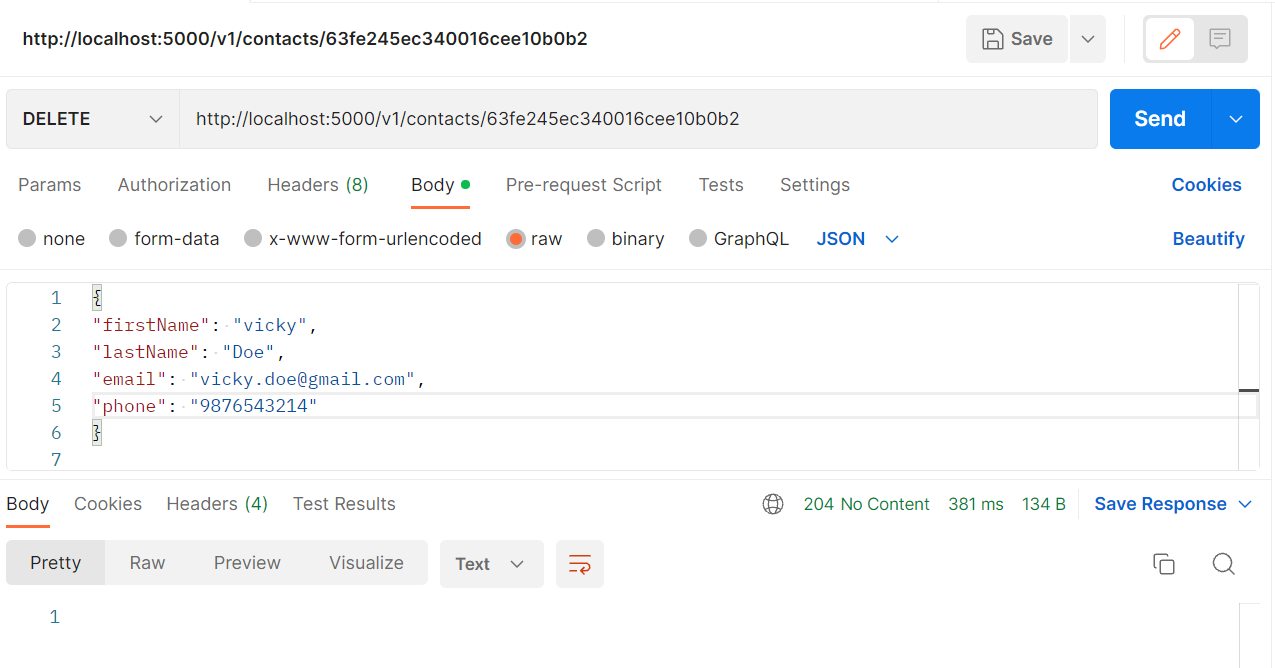 http://localhost:5000/v1/contacts/63fe245ec340016cee10b0b2 Save
DELETE http://localhost:5000/v1/contacts/63fe245ec340016cee10b0b2 Send
Params Authorization Headers (8) Body Pre-request Script Tests Settings Cookies
none form-data x-www-form-urlencoded raw binary GraphQL JSON Beautify
1 {
2 "firstName": "vicky",
3 "lastName": "Doe",
4 "email": "vicky.doe@gmail.com",
5 "phone": "9876543214"
6 }
7
Body Cookies Headers (4) Test Results 204 No Content 381 ms 134 B Save Response
Pretty Raw Preview Visualize Text
1